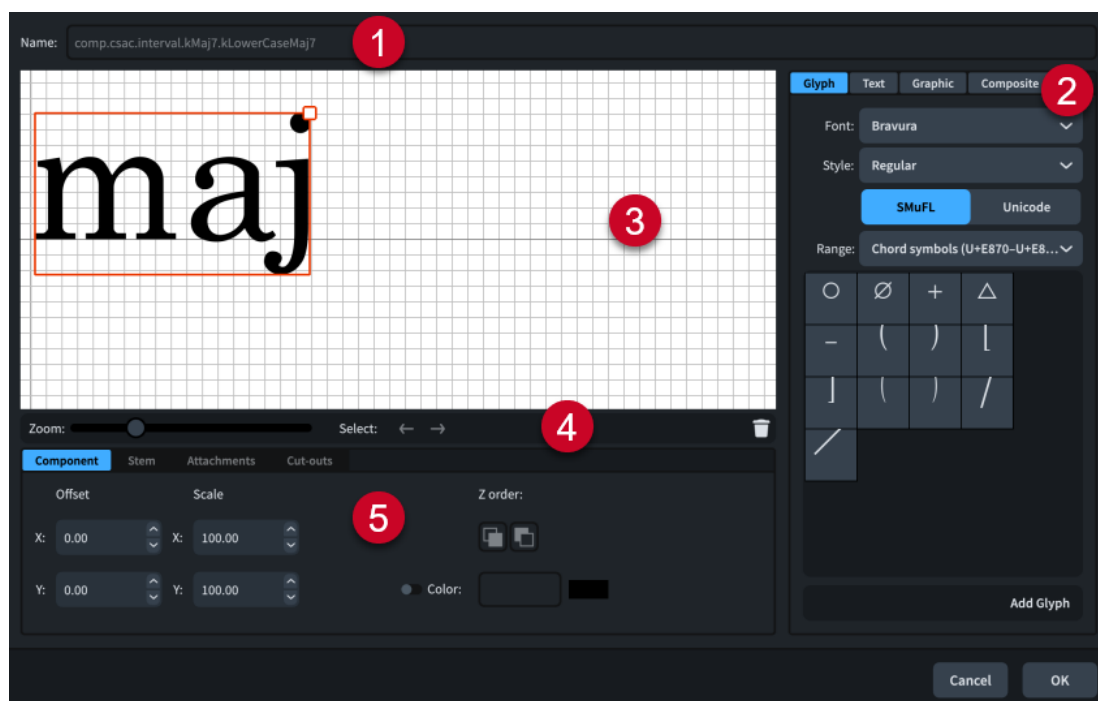 Name: comp.csac.interval.kMaj7.kLowerCaseMaj7
1
maj
3
Glyph Text Graphic Composite
2
Font: Bravura
Style: Regular
SMuFL Unicode
Range: Chord symbols (U+E870–U+E8...
Add Glyph
Zoom: Select: ← →
4
Component Stem Attachments Cut-outs
Offset Scale Z order:
5
X: 0.00 X: 100.00
Y: 0.00 Y: 100.00 Color:
Cancel OK